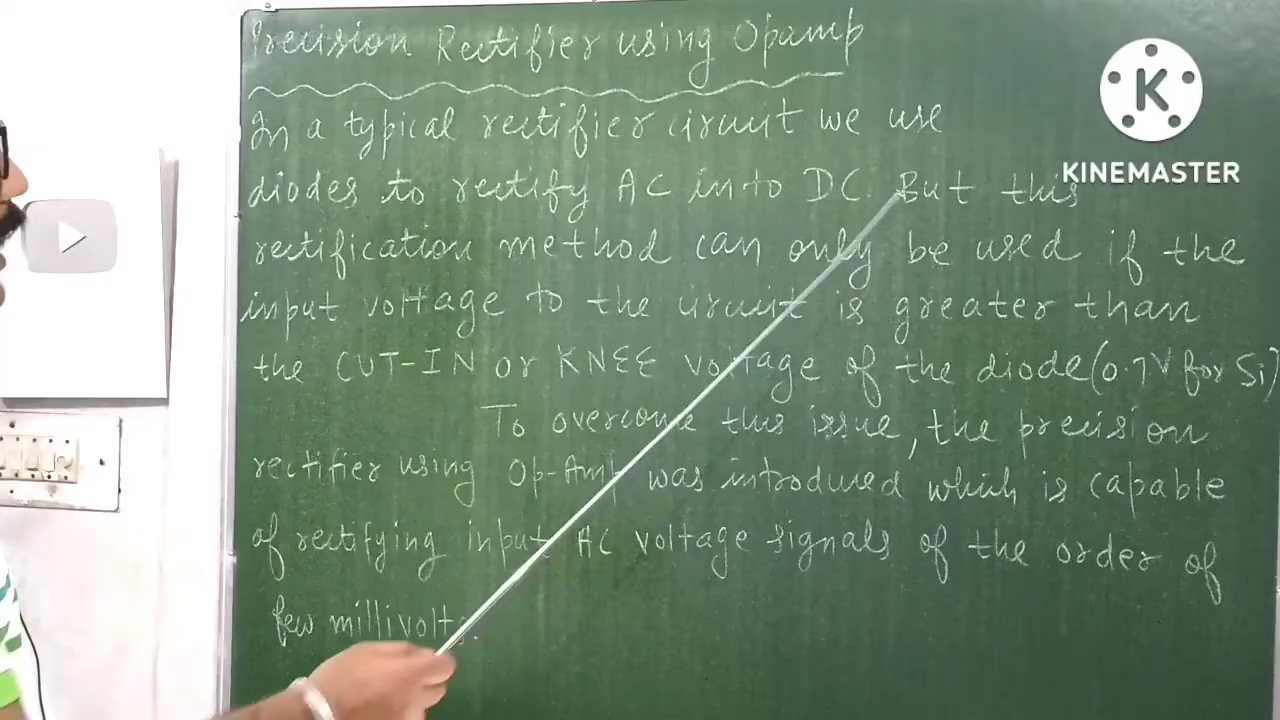 Precision Rectifier using Opamp
In a typical rectifier circuit we use
diodes to rectify AC into DC. But this
rectification method can only be used if the
input voltage to the circuit is greater than
the CUT-IN or KNEE voltage of the diode (0.7V for Si)
To overcome this issue, the precision
rectifier using Op-Amp was introduced which is capable
of rectifying input AC voltage signals of the order of
few millivolts.
K
KINEMASTER